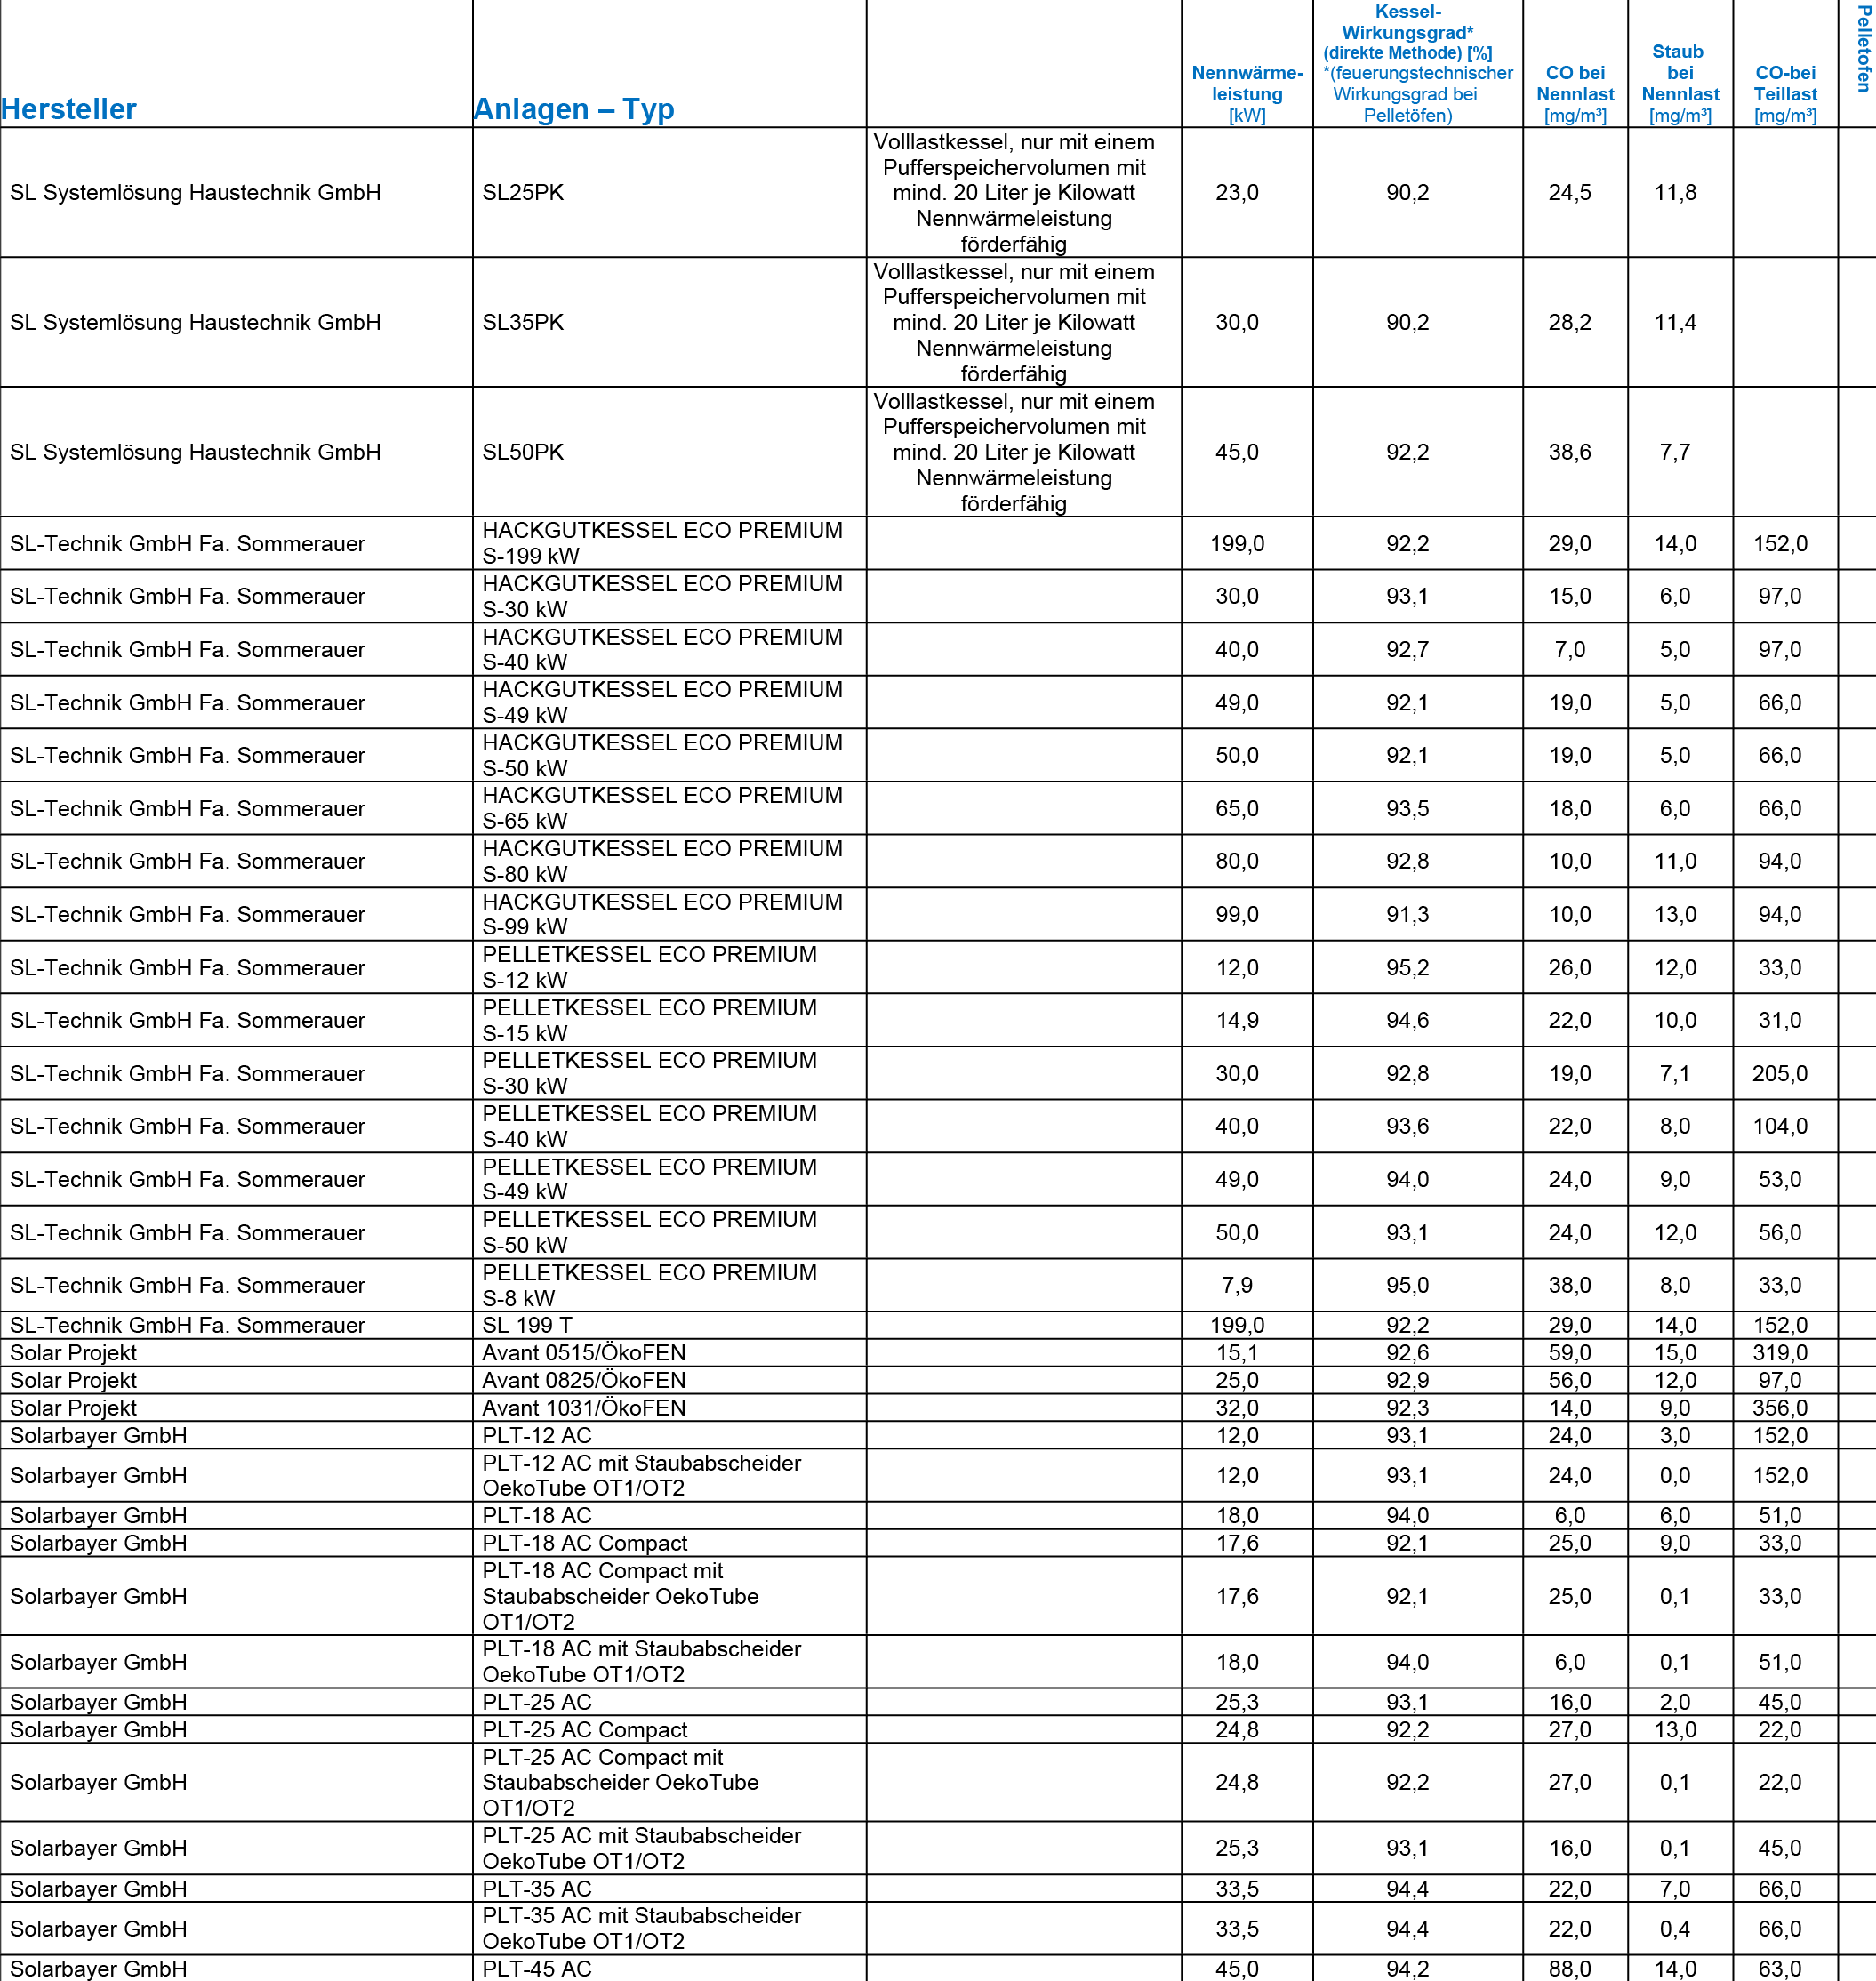 Hersteller Anlagen – Typ Nennwärme-leistung [kW] Kessel-Wirkungsgrad* (direkte Methode) [%] *(feuerungstechnischer Wirkungsgrad bei Pelletöfen) CO bei Nennlast [mg/m³] Staub bei Nennlast [mg/m³] CO-bei Teillast [mg/m³] Pelletofen
SL Systemlösung Haustechnik GmbH SL25PK Volllastkessel, nur mit einem Pufferspeichervolumen mit mind. 20 Liter je Kilowatt Nennwärmeleistung förderfähig 23,0 90,2 24,5 11,8
SL Systemlösung Haustechnik GmbH SL35PK Volllastkessel, nur mit einem Pufferspeichervolumen mit mind. 20 Liter je Kilowatt Nennwärmeleistung förderfähig 30,0 90,2 28,2 11,4
SL Systemlösung Haustechnik GmbH SL50PK Volllastkessel, nur mit einem Pufferspeichervolumen mit mind. 20 Liter je Kilowatt Nennwärmeleistung förderfähig 45,0 92,2 38,6 7,7
SL-Technik GmbH Fa. Sommerauer HACKGUTKESSEL ECO PREMIUM S-199 kW 199,0 92,2 29,0 14,0 152,0
SL-Technik GmbH Fa. Sommerauer HACKGUTKESSEL ECO PREMIUM S-30 kW 30,0 93,1 15,0 6,0 97,0
SL-Technik GmbH Fa. Sommerauer HACKGUTKESSEL ECO PREMIUM S-40 kW 40,0 92,7 7,0 5,0 97,0
SL-Technik GmbH Fa. Sommerauer HACKGUTKESSEL ECO PREMIUM S-49 kW 49,0 92,1 19,0 5,0 66,0
SL-Technik GmbH Fa. Sommerauer HACKGUTKESSEL ECO PREMIUM S-50 kW 50,0 92,1 19,0 5,0 66,0
SL-Technik GmbH Fa. Sommerauer HACKGUTKESSEL ECO PREMIUM S-65 kW 65,0 93,5 18,0 6,0 66,0
SL-Technik GmbH Fa. Sommerauer HACKGUTKESSEL ECO PREMIUM S-80 kW 80,0 92,8 10,0 11,0 94,0
SL-Technik GmbH Fa. Sommerauer HACKGUTKESSEL ECO PREMIUM S-99 kW 99,0 91,3 10,0 13,0 94,0
SL-Technik GmbH Fa. Sommerauer PELLETKESSEL ECO PREMIUM S-12 kW 12,0 95,2 26,0 12,0 33,0
SL-Technik GmbH Fa. Sommerauer PELLETKESSEL ECO PREMIUM S-15 kW 14,9 94,6 22,0 10,0 31,0
SL-Technik GmbH Fa. Sommerauer PELLETKESSEL ECO PREMIUM S-30 kW 30,0 92,8 19,0 7,1 205,0
SL-Technik GmbH Fa. Sommerauer PELLETKESSEL ECO PREMIUM S-40 kW 40,0 93,6 22,0 8,0 104,0
SL-Technik GmbH Fa. Sommerauer PELLETKESSEL ECO PREMIUM S-49 kW 49,0 94,0 24,0 9,0 53,0
SL-Technik GmbH Fa. Sommerauer PELLETKESSEL ECO PREMIUM S-50 kW 50,0 93,1 24,0 12,0 56,0
SL-Technik GmbH Fa. Sommerauer PELLETKESSEL ECO PREMIUM S-8 kW 7,9 95,0 38,0 8,0 33,0
SL-Technik GmbH Fa. Sommerauer SL 199 T 199,0 92,2 29,0 14,0 152,0
Solar Projekt Avant 0515/ÖkoFEN 15,1 92,6 59,0 15,0 319,0
Solar Projekt Avant 0825/ÖkoFEN 25,0 92,9 56,0 12,0 97,0
Solar Projekt Avant 1031/ÖkoFEN 32,0 92,3 14,0 9,0 356,0
Solarbayer GmbH PLT-12 AC 12,0 93,1 24,0 3,0 152,0
Solarbayer GmbH PLT-12 AC mit Staubabscheider OekoTube OT1/OT2 12,0 93,1 24,0 0,0 152,0
Solarbayer GmbH PLT-18 AC 18,0 94,0 6,0 6,0 51,0
Solarbayer GmbH PLT-18 AC Compact 17,6 92,1 25,0 9,0 33,0
Solarbayer GmbH PLT-18 AC Compact mit Staubabscheider OekoTube OT1/OT2 17,6 92,1 25,0 0,1 33,0
Solarbayer GmbH PLT-18 AC mit Staubabscheider OekoTube OT1/OT2 18,0 94,0 6,0 0,1 51,0
Solarbayer GmbH PLT-25 AC 25,3 93,1 16,0 2,0 45,0
Solarbayer GmbH PLT-25 AC Compact 24,8 92,2 27,0 13,0 22,0
Solarbayer GmbH PLT-25 AC Compact mit Staubabscheider OekoTube OT1/OT2 24,8 92,2 27,0 0,1 22,0
Solarbayer GmbH PLT-25 AC mit Staubabscheider OekoTube OT1/OT2 25,3 93,1 16,0 0,1 45,0
Solarbayer GmbH PLT-35 AC 33,5 94,4 22,0 7,0 66,0
Solarbayer GmbH PLT-35 AC mit Staubabscheider OekoTube OT1/OT2 33,5 94,4 22,0 0,4 66,0
Solarbayer GmbH PLT-45 AC 45,0 94,2 88,0 14,0 63,0